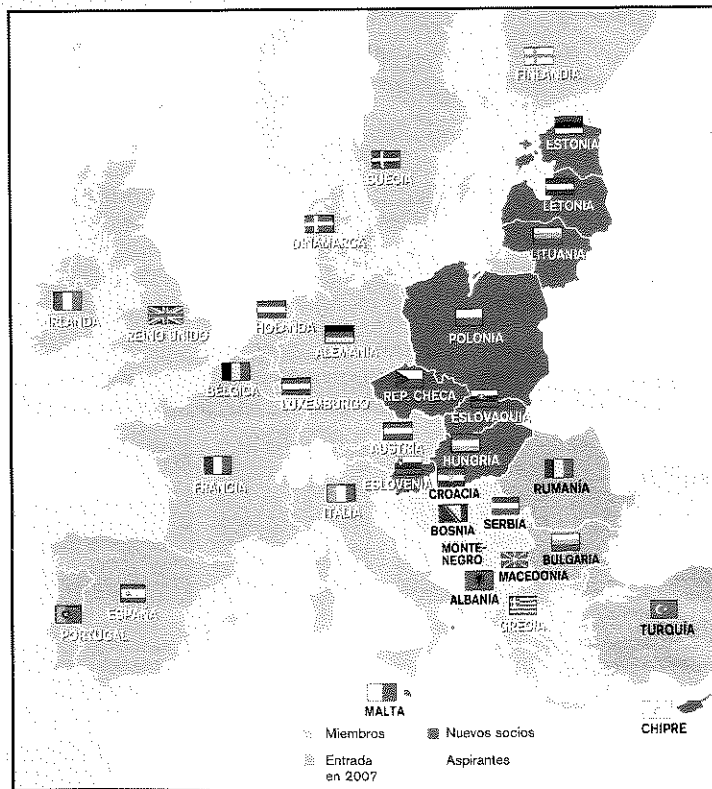 FINLANDIA
ESTONIA
SUECIA
LETONIA
DINAMARCA
LITUANIA
IRLANDA
REINO UNIDO
HOLANDA
ALEMANIA
POLONIA
BÉLGICA
LUXEMBURGO
REP. CHECA
ESLOVAQUIA
AUSTRIA
HUNGRIA
FRANCIA
ESLOVENIA
ITALIA
CROACIA
RUMANÍA
BOSNIA
SERBIA
MONTE-
NEGRO
BULGARIA
MACEDONIA
ALBANIA
GRECIA
ESPAÑA
PORTUGAL
TURQUÍA
MALTA
CHIPRE
Miembros
Nuevos socios
Entrada
en 2007
Aspirantes